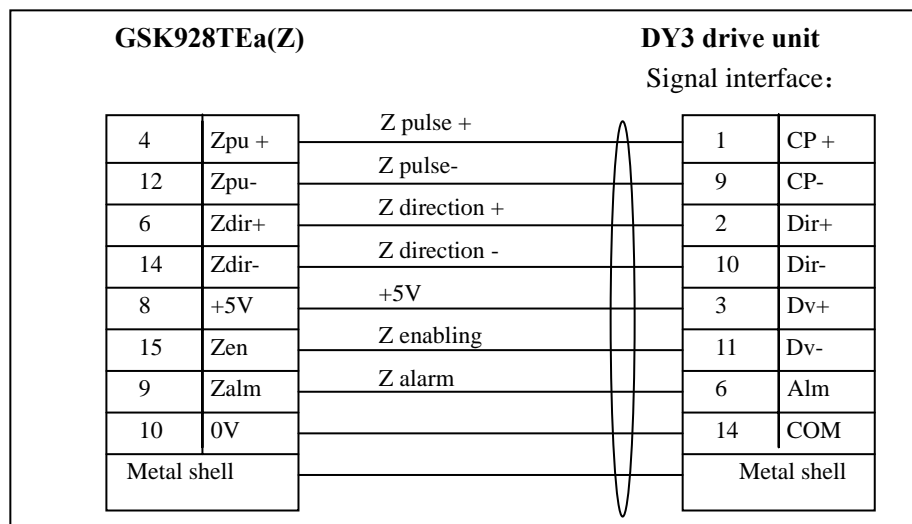 GSK928TEa(Z) DY3 drive unit
Signal interface：
4 Zpu + Z pulse + 1 CP +
12 Zpu- Z pulse- 9 CP-
6 Zdir+ Z direction + 2 Dir+
14 Zdir- Z direction - 10 Dir-
8 +5V +5V 3 Dv+
15 Zen Z enabling 11 Dv-
9 Zalm Z alarm 6 Alm
10 0V 14 COM
Metal shell Metal shell